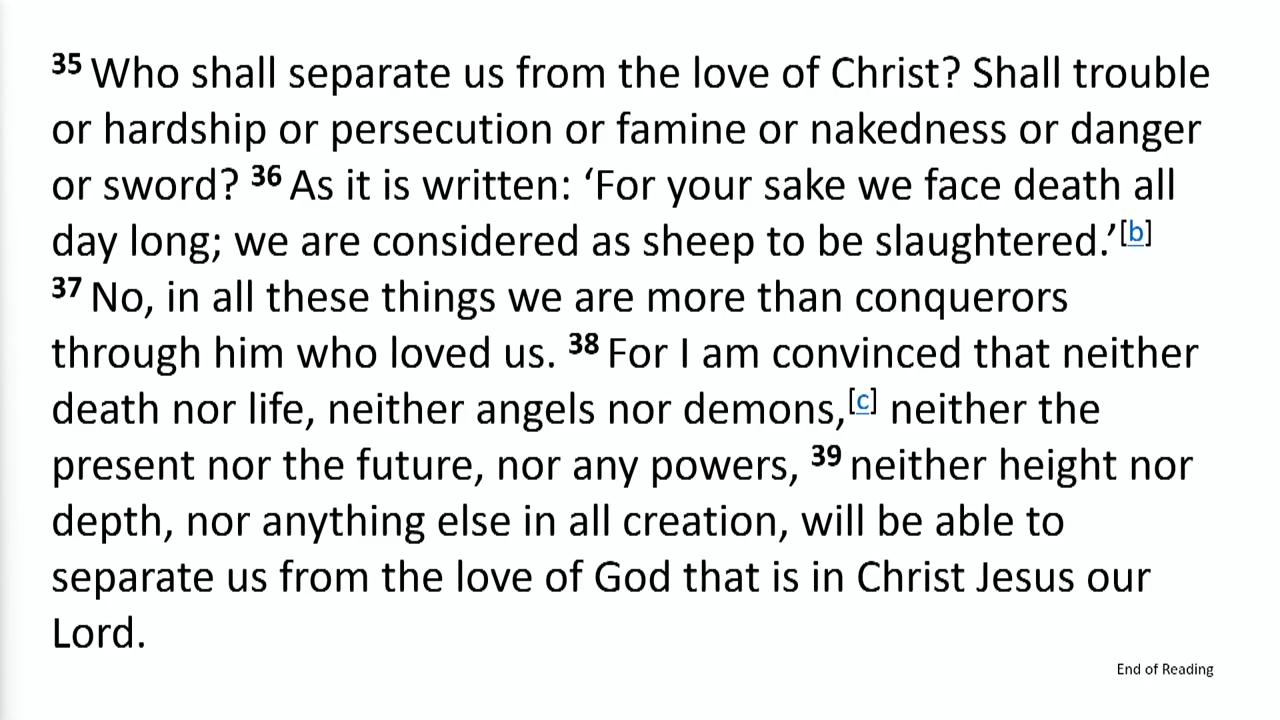 35 Who shall separate us from the love of Christ? Shall trouble
or hardship or persecution or famine or nakedness or danger
or sword? 36 As it is written: ‘For your sake we face death all
day long; we are considered as sheep to be slaughtered.’[b]
37 No, in all these things we are more than conquerors
through him who loved us. 38 For I am convinced that neither
death nor life, neither angels nor demons,[c] neither the
present nor the future, nor any powers, 39 neither height nor
depth, nor anything else in all creation, will be able to
separate us from the love of God that is in Christ Jesus our
Lord.
End of Reading